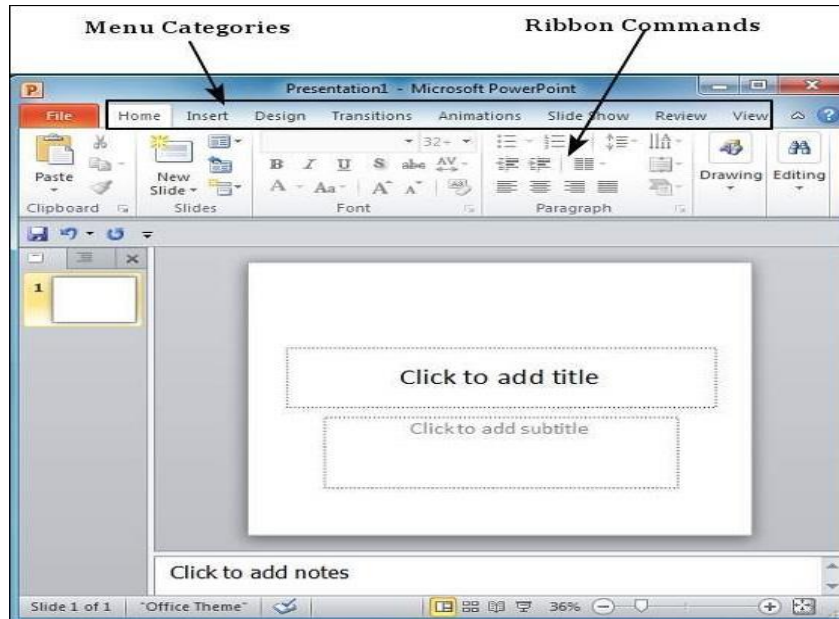 Menu Categories Ribbon Commands
Presentation1 - Microsoft PowerPoint
File Home Insert Design Transitions Animations Slide Show Review View
32
B I U S abc AV
A Aa A A
Paste New Slide Drawing Editing
Clipboard Slides Font Paragraph
1
Click to add title
Click to add subtitle
Click to add notes
Slide 1 of 1 "Office Theme" 36%